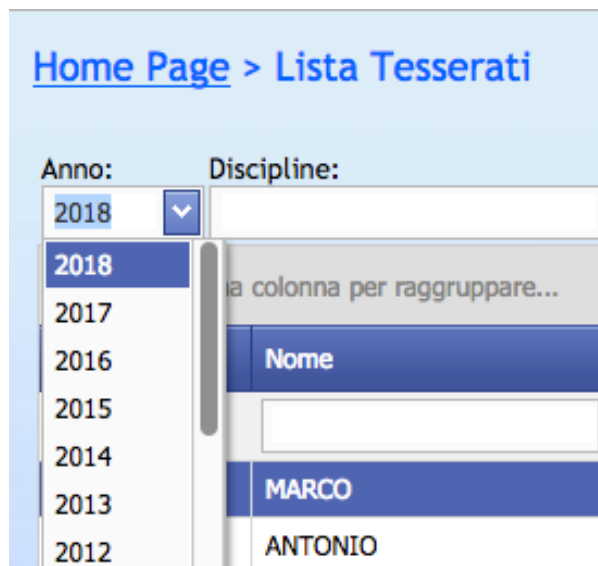 Home Page > Lista Tesserati
Anno: Discipline:
2018
2018
2017
2016
2015
2014
2013
2012
colonna per raggruppare...
Nome
MARCO
ANTONIO